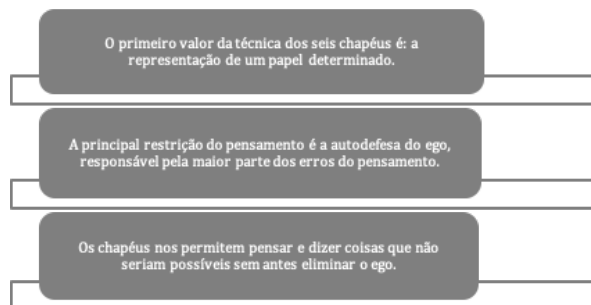 O primeiro valor da técnica dos seis chapéus é: a
representação de um papel determinado.
A principal restrição do pensamento é a autodefesa do ego,
responsável pela maior parte dos erros do pensamento.
Os chapéus nos permitem pensar e dizer coisas que não
seriam possíveis sem antes eliminar o ego.